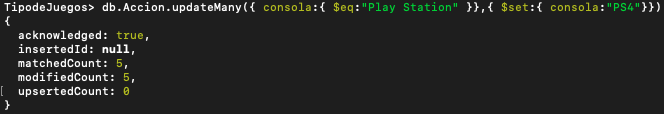 TipodeJuegos> db.Accion.updateMany({ consola:{ $eq:"Play Station" }},{ $set:{ consola:"PS4"}})
{
  acknowledged: true,
  insertedId: null,
  matchedCount: 5,
  modifiedCount: 5,
[ upsertedCount: 0
}